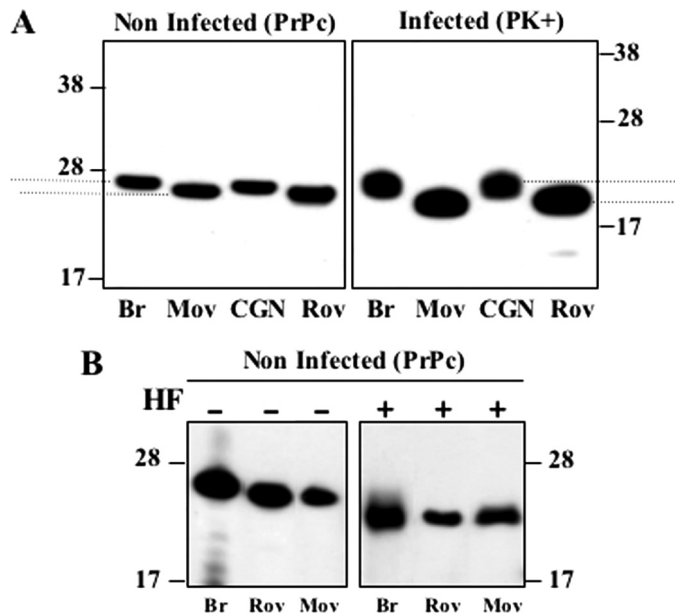 A
Non Infected (PrPc)
Infected (PK+)
38
28
17
38
28
17
Br Mov CGN Rov
Br Mov CGN Rov
B
Non Infected (PrPc)
HF
– – –
+ + +
28
17
28
17
Br Rov Mov
Br Rov Mov